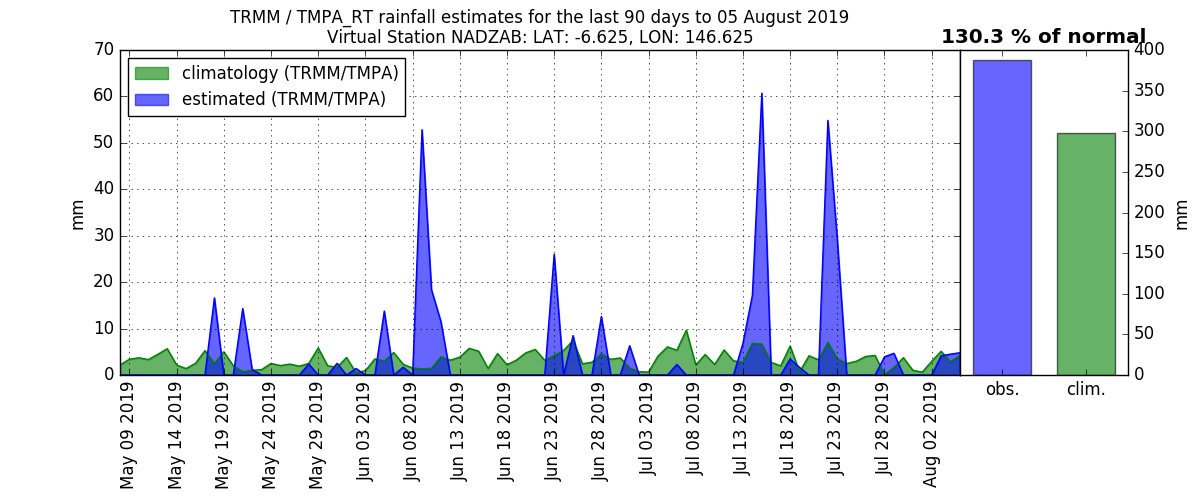 TRMM / TMPA_RT rainfall estimates for the last 90 days to 05 August 2019
Virtual Station NADZAB: LAT: -6.625, LON: 146.625
130.3 % of normal
climatology (TRMM/TMPA)
estimated (TRMM/TMPA)
70
60
50
40
30
20
10
0
mm
May 09 2019
May 14 2019
May 19 2019
May 24 2019
May 29 2019
Jun 03 2019
Jun 08 2019
Jun 13 2019
Jun 18 2019
Jun 23 2019
Jun 28 2019
Jul 03 2019
Jul 08 2019
Jul 13 2019
Jul 18 2019
Jul 23 2019
Jul 28 2019
Aug 02 2019
obs.
clim.
400
350
300
250
200
150
100
50
0
mm